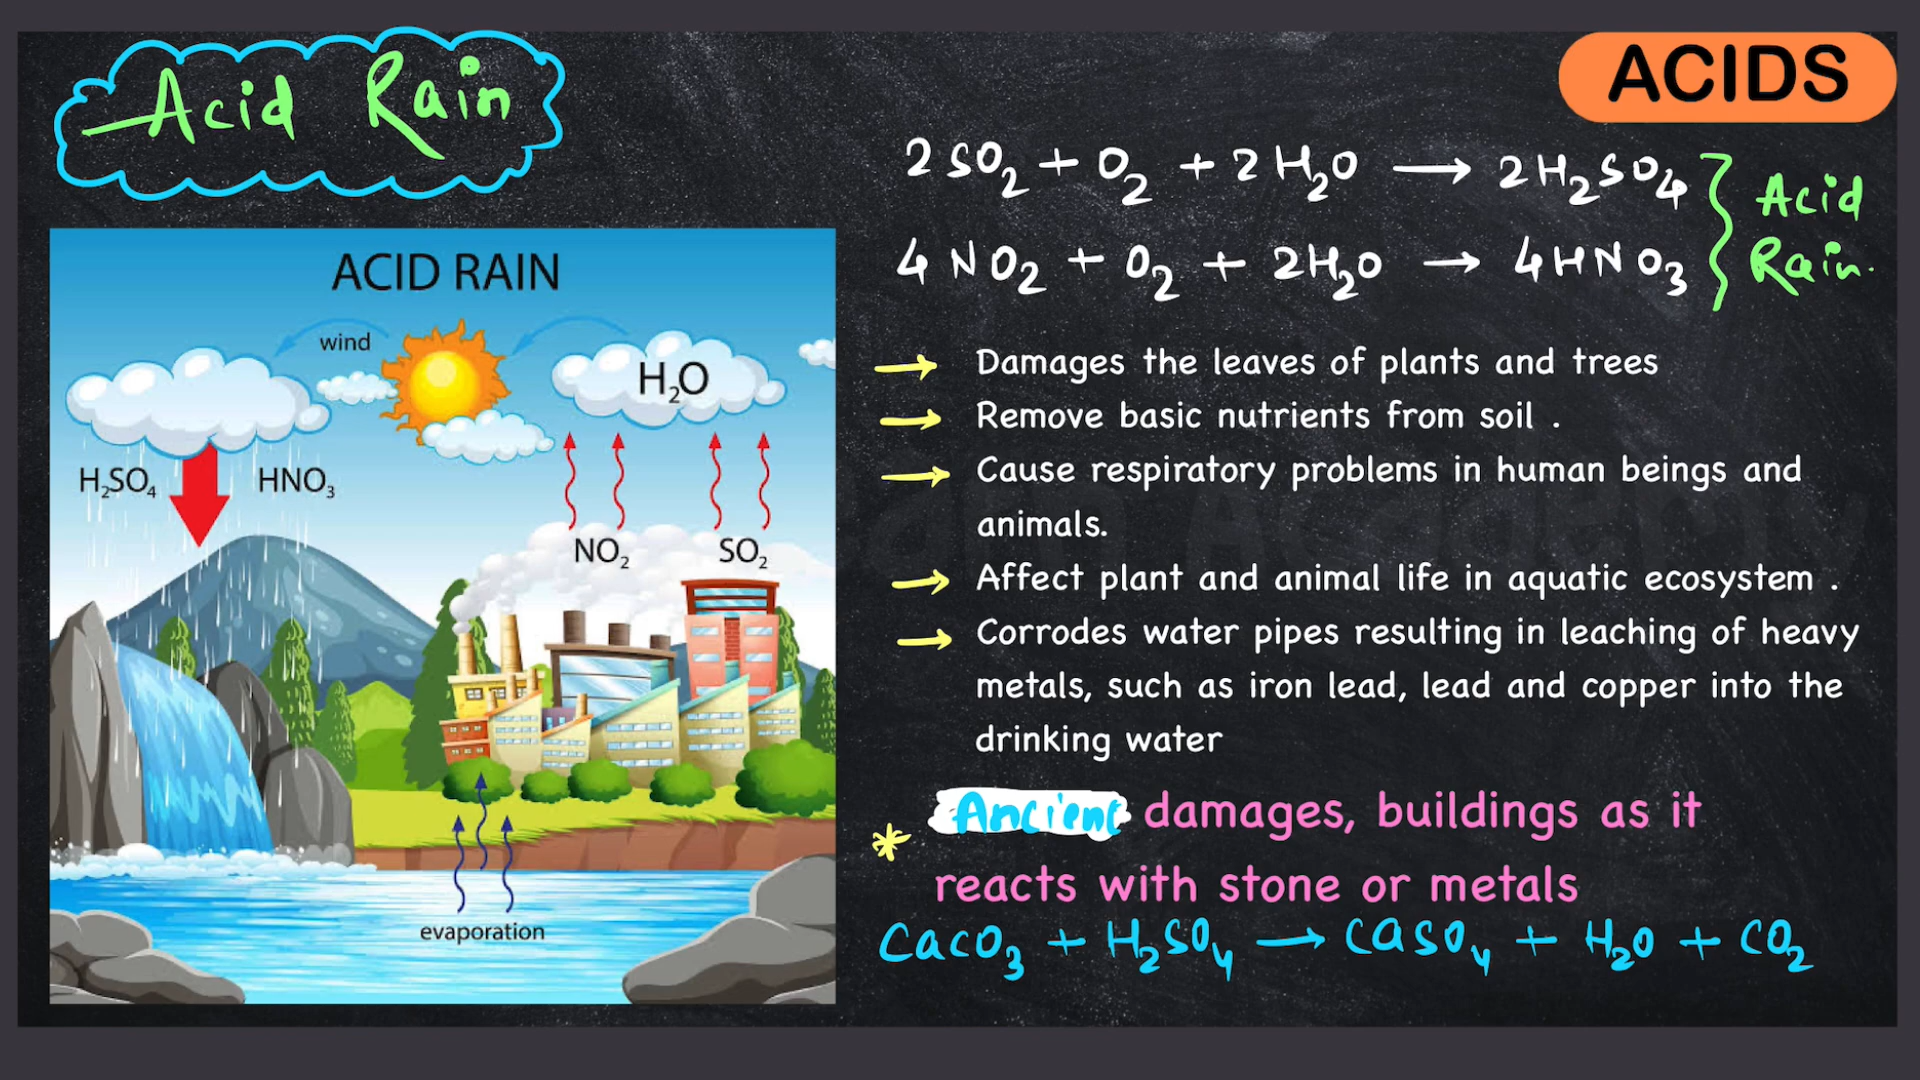 Acid Rain
ACIDS
2SO₂ + O₂ + 2H₂O → 2H₂SO₄
4NO₂ + O₂ + 2H₂O → 4HNO₃
Acid
Rain.
ACID RAIN
wind
H₂O
H₂SO₄
HNO₃
NO₂
SO₂
evaporation
→ Damages the leaves of plants and trees
→ Remove basic nutrients from soil .
→ Cause respiratory problems in human beings and
animals.
→ Affect plant and animal life in aquatic ecosystem .
→ Corrodes water pipes resulting in leaching of heavy
metals, such as iron lead, lead and copper into the
drinking water
* Ancient damages, buildings as it
reacts with stone or metals
CaCO₃ + H₂SO₄ → CaSO₄ + H₂O + CO₂